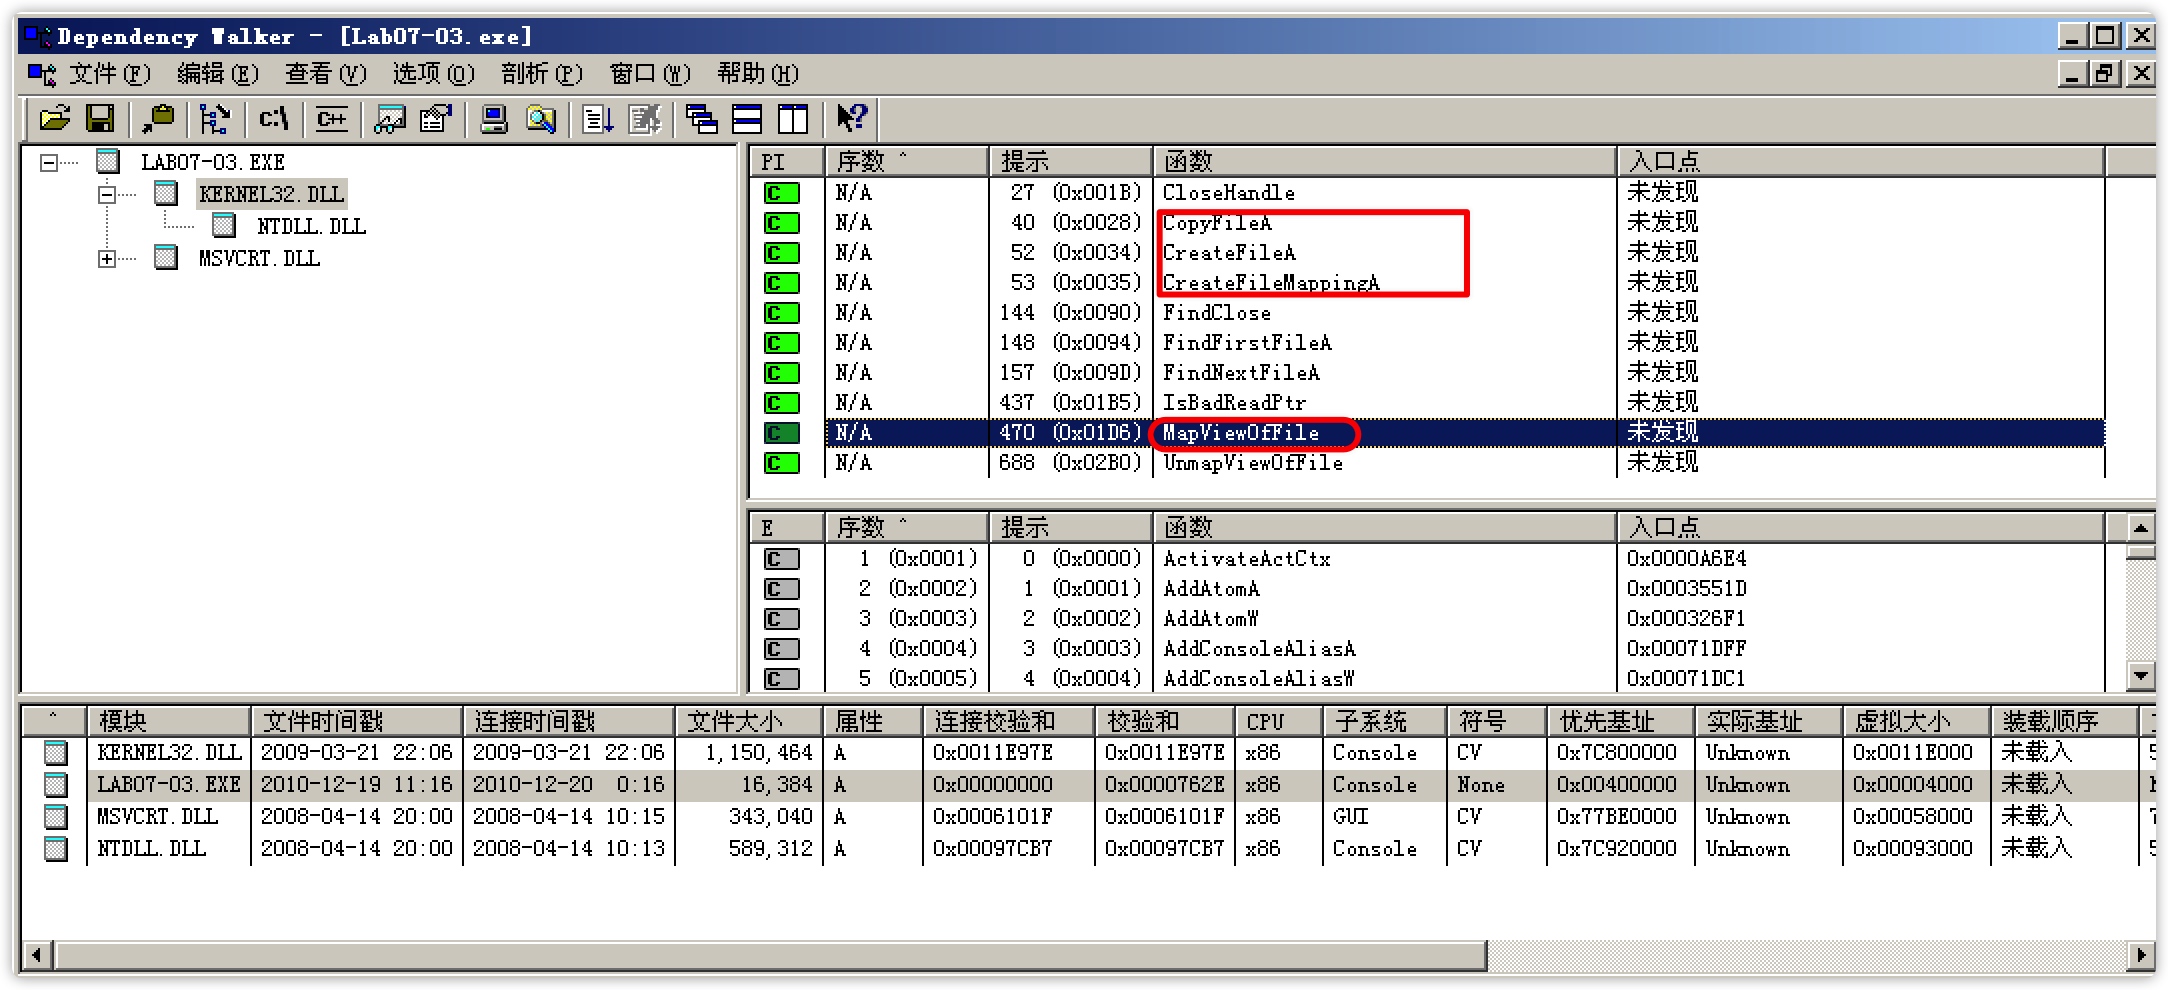 Dependency Walker - [Lab07-03.exe]
文件(F) 编辑(E) 查看(V) 选项(O) 剖析(P) 窗口(W) 帮助(H)
C:\ C++
LAB07-03.EXE
KERNEL32.DLL
NTDLL.DLL
MSVCRT.DLL
PI 序数 ^ 提示 函数 入口点
C N/A 27 (0x001B) CloseHandle 未发现
C N/A 40 (0x0028) CopyFileA 未发现
C N/A 52 (0x0034) CreateFileA 未发现
C N/A 53 (0x0035) CreateFileMappingA 未发现
C N/A 144 (0x0090) FindClose 未发现
C N/A 148 (0x0094) FindFirstFileA 未发现
C N/A 157 (0x009D) FindNextFileA 未发现
C N/A 437 (0x01B5) IsBadReadPtr 未发现
C N/A 470 (0x01D6) MapViewOfFile 未发现
C N/A 688 (0x02B0) UnmapViewOfFile 未发现
E 序数 ^ 提示 函数 入口点
C 1 (0x0001) 0 (0x0000) ActivateActCtx 0x0000A6E4
C 2 (0x0002) 1 (0x0001) AddAtomA 0x0003551D
C 3 (0x0003) 2 (0x0002) AddAtomW 0x000326F1
C 4 (0x0004) 3 (0x0003) AddConsoleAliasA 0x00071DFF
C 5 (0x0005) 4 (0x0004) AddConsoleAliasW 0x00071DC1
^ 模块 文件时间戳 连接时间戳 文件大小 属性 连接校验和 校验和 CPU 子系统 符号 优先基址 实际基址 虚拟大小 装载顺序
KERNEL32.DLL 2009-03-21 22:06 2009-03-21 22:06 1,150,464 A 0x0011E97E 0x0011E97E x86 Console CV 0x7C800000 Unknown 0x0011E000 未载入
LAB07-03.EXE 2010-12-19 11:16 2010-12-20 0:16 16,384 A 0x00000000 0x0000762E x86 Console None 0x00400000 Unknown 0x00004000 未载入
MSVCRT.DLL 2008-04-14 20:00 2008-04-14 10:15 343,040 A 0x0006101F 0x0006101F x86 GUI CV 0x77BE0000 Unknown 0x00058000 未载入
NTDLL.DLL 2008-04-14 20:00 2008-04-14 10:13 589,312 A 0x00097CB7 0x00097CB7 x86 Console CV 0x7C920000 Unknown 0x00093000 未载入